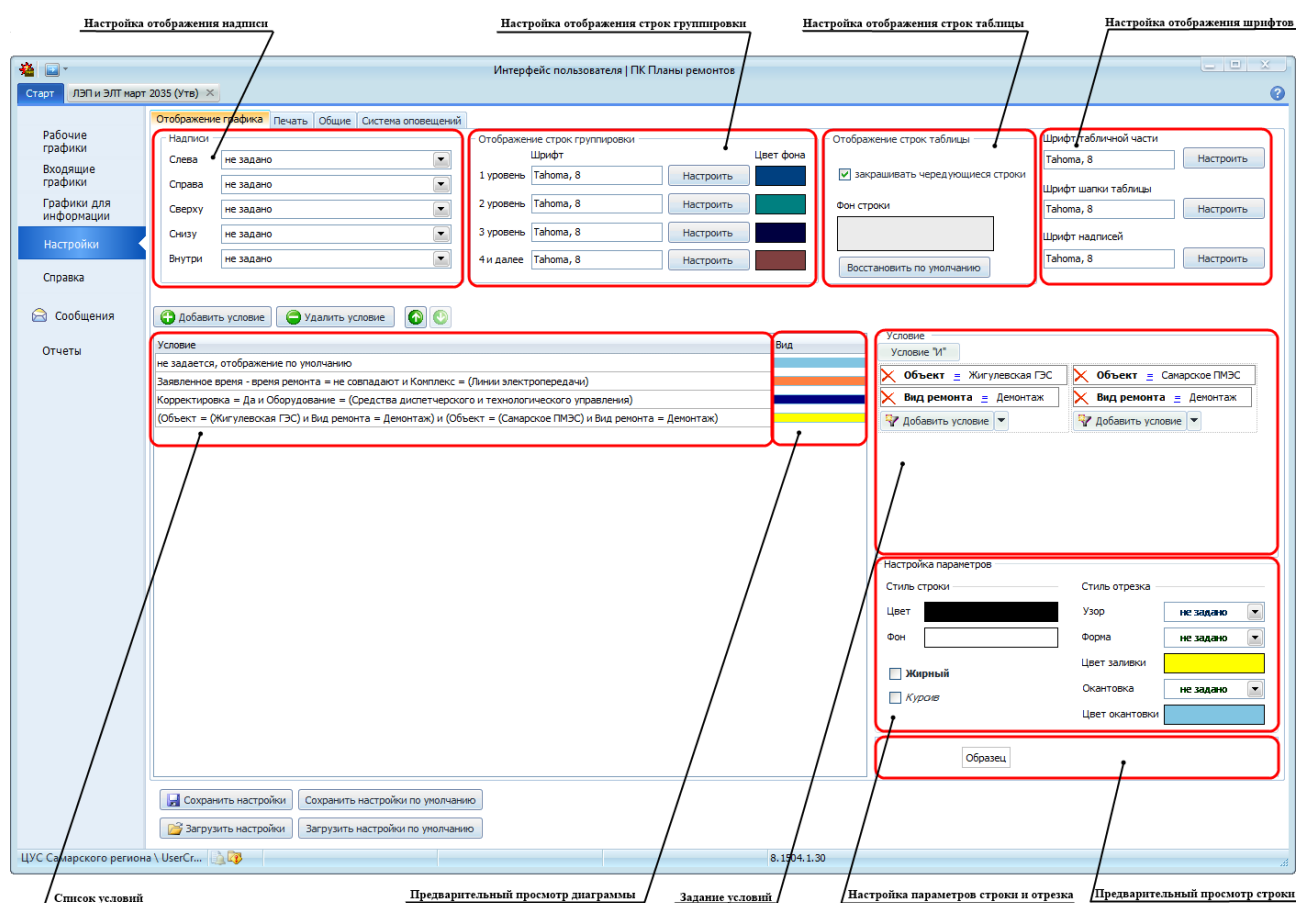 Настройка отображения надписи
Настройка отображения строк группировки
Настройка отображения строк таблицы
Настройка отображения шрифтов
Интерфейс пользователя | ПК Планы ремонтов
Старт
ЛЭП и ЭЛТ март 2035 (Утв)
Рабочие графики
Входящие графики
Графики для информации
Настройки
Справка
Сообщения
Отчеты
Отображение графика
Печать
Общие
Система оповещений
Надписи
Слева не задано
Справа не задано
Сверху не задано
Снизу не задано
Внутри не задано
Отображение строк группировки
Шрифт Цвет фона
1 уровень Tahoma, 8 Настроить
2 уровень Tahoma, 8 Настроить
3 уровень Tahoma, 8 Настроить
4 и далее Tahoma, 8 Настроить
Отображение строк таблицы
закрашивать чередующиеся строки
Фон строки
Восстановить по умолчанию
Шрифт табличной части
Tahoma, 8 Настроить
Шрифт шапки таблицы
Tahoma, 8 Настроить
Шрифт надписей
Tahoma, 8 Настроить
Добавить условие
Удалить условие
Условие Вид
не задается, отображение по умолчанию
Заявленное время - время ремонта = не совпадают и Комплекс = (Линии электропередачи)
Корректировка = Да и Оборудование = (Средства диспетчерского и технологического управления)
(Объект = (Жигулевская ГЭС) и Вид ремонта = Демонтаж) и (Объект = (Самарское ПМЭС) и Вид ремонта = Демонтаж)
Условие
Условие "И"
Объект = Жигулевская ГЭС
Объект = Самарское ПМЭС
Вид ремонта = Демонтаж
Вид ремонта = Демонтаж
Добавить условие
Добавить условие
Настройка параметров
Стиль строки
Цвет
Фон
Жирный
Курсив
Стиль отрезка
Узор не задано
Форма не задано
Цвет заливки
Окантовка не задано
Цвет окантовки
Образец
Сохранить настройки
Сохранить настройки по умолчанию
Загрузить настройки
Загрузить настройки по умолчанию
ЦУС Самарского региона \ UserCr...
8.1504.1.30
Список условий
Предварительный просмотр диаграммы
Задание условий
Настройка параметров строки и отрезка
Предварительный просмотр строки